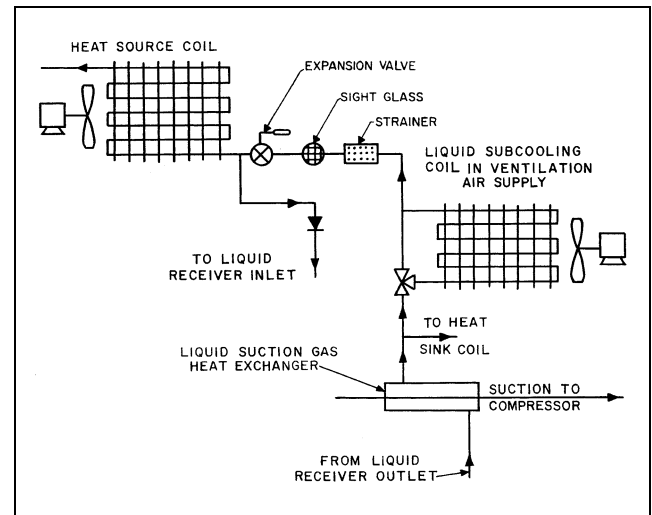 HEAT SOURCE COIL
EXPANSION VALVE
SIGHT GLASS
STRAINER
LIQUID SUBCOOLING
COIL IN VENTILATION
AIR SUPPLY
TO LIQUID
RECEIVER INLET
TO HEAT
SINK COIL
LIQUID SUCTION GAS
HEAT EXCHANGER
SUCTION TO
COMPRESSOR
FROM LIQUID
RECEIVER OUTLET